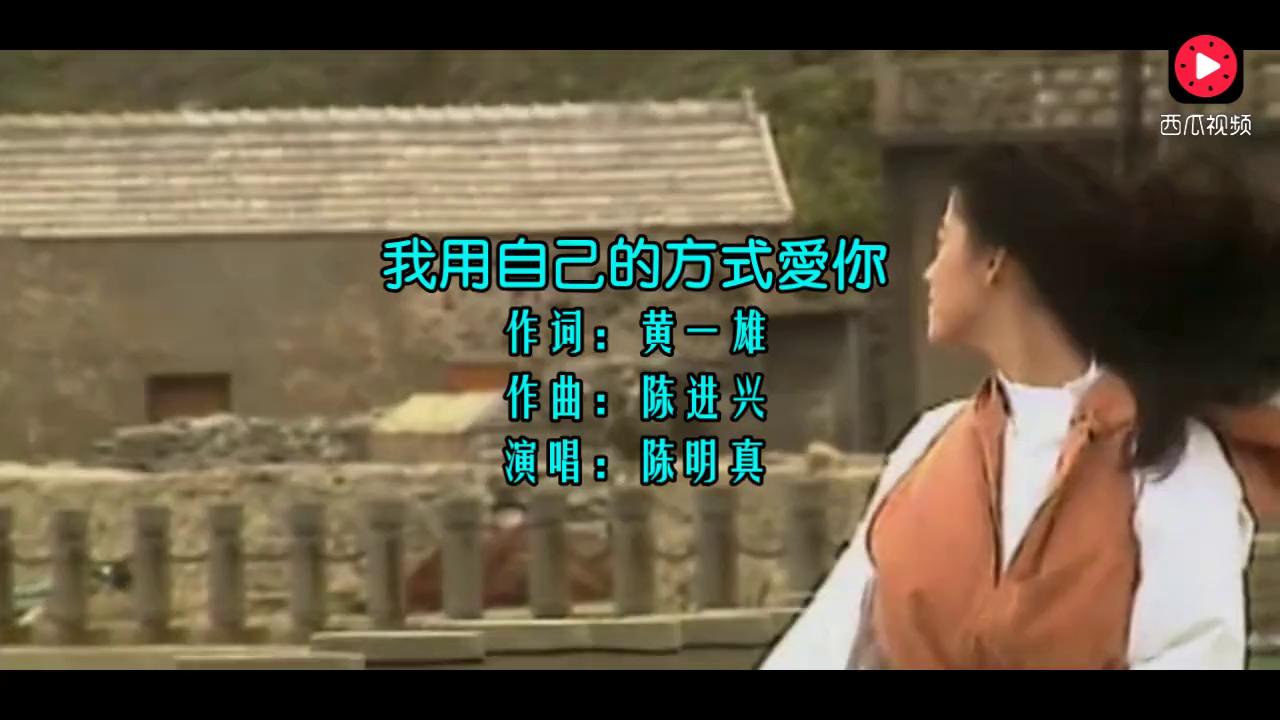 西瓜视频
我用自己的方式愛你
作词：黄一雄
作曲：陈进兴
演唱：陈明真